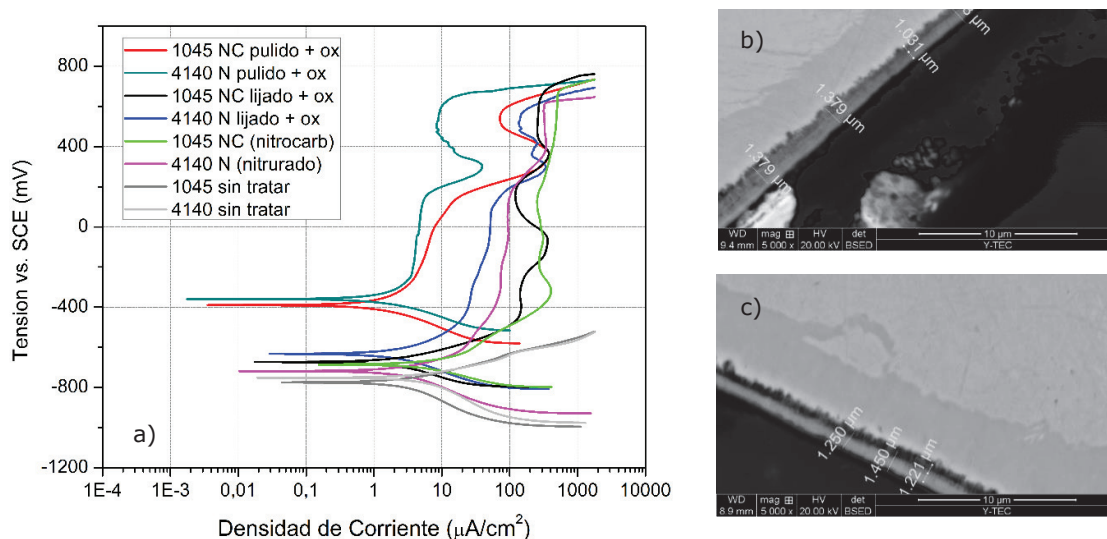 a)
Tension vs. SCE (mV)
800
400
0
-400
-800
-1200
1E-4
1E-3
0,01
0,1
1
10
100
1000
10000
Densidad de Corriente (μA/cm²)
1045 NC pulido + ox
4140 N pulido + ox
1045 NC lijado + ox
4140 N lijado + ox
1045 NC (nitrocarb)
4140 N (nitrurado)
1045 sin tratar
4140 sin tratar
b)
1.031 μm
1.379 μm
1.379 μm
WD mag ⊞ HV det
9.4 mm 5 000 x 20.00 kV BSED
10 μm
Y-TEC
c)
1.250 μm
1.450 μm
1.221 μm
WD mag ⊞ HV det
8.9 mm 5 000 x 20.00 kV BSED
10 μm
Y-TEC